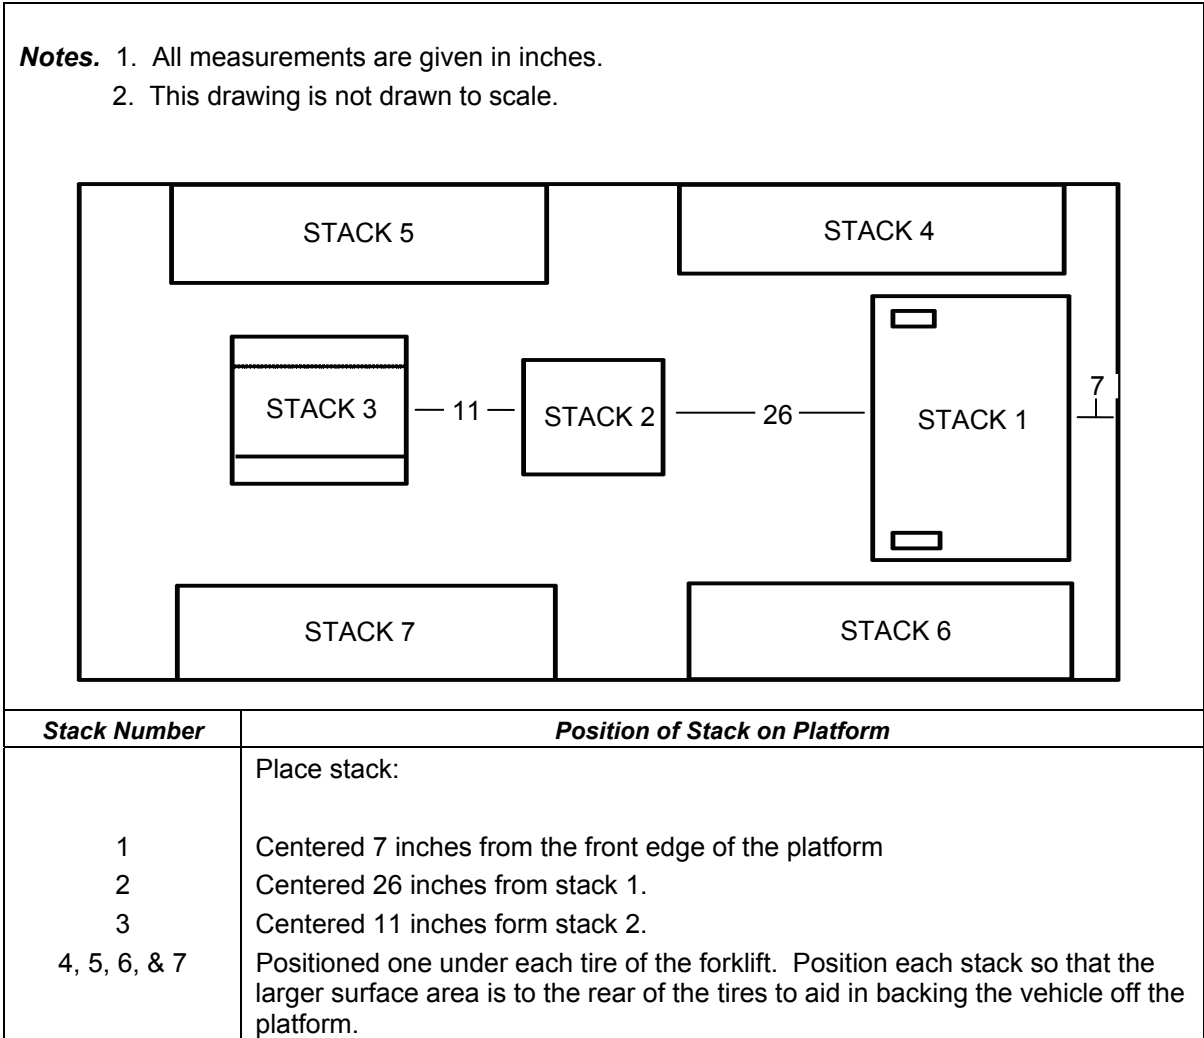 Notes. 1. All measurements are given in inches.
2. This drawing is not drawn to scale.
STACK 5
STACK 4
STACK 3
11
STACK 2
26
STACK 1
7
STACK 7
STACK 6
Stack Number
Position of Stack on Platform
Place stack:
1
Centered 7 inches from the front edge of the platform
2
Centered 26 inches from stack 1.
3
Centered 11 inches form stack 2.
4, 5, 6, & 7
Positioned one under each tire of the forklift. Position each stack so that the
larger surface area is to the rear of the tires to aid in backing the vehicle off the
platform.